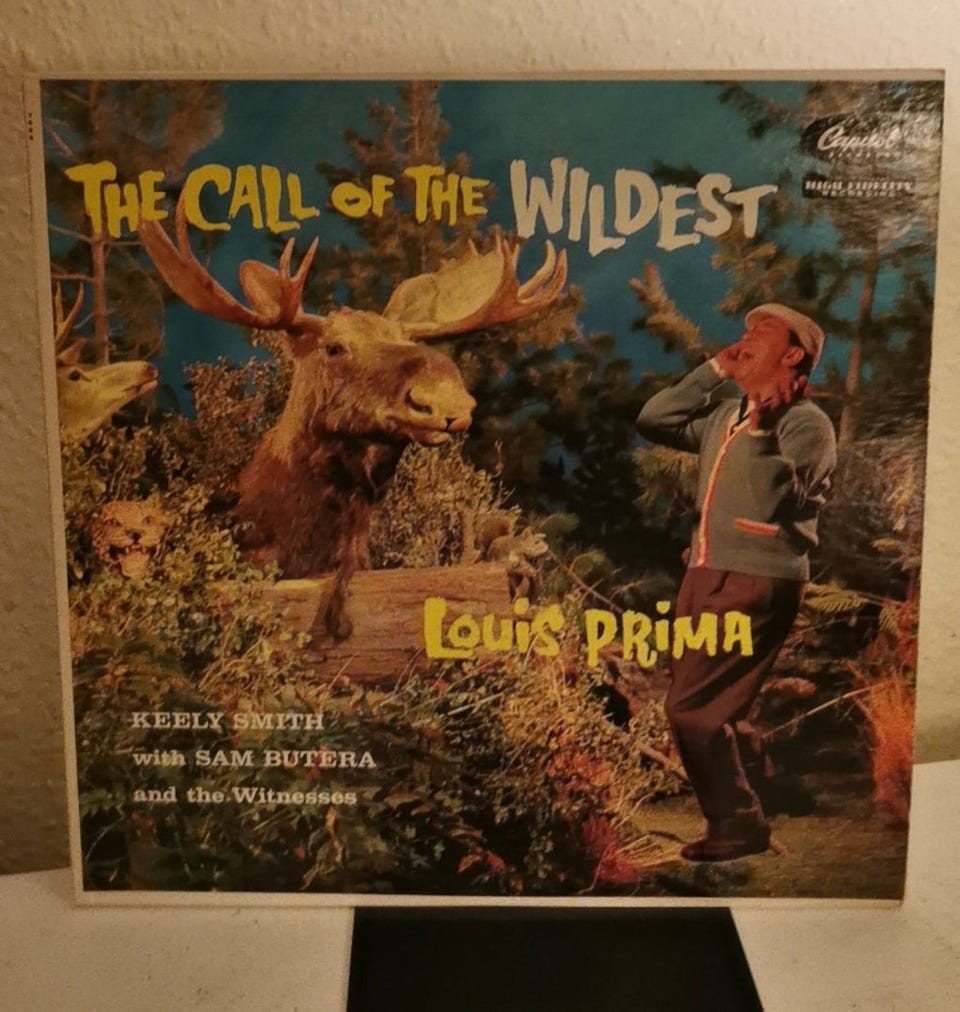 THE CALL OF THE WILDEST
Capitol
RECORDS
HIGH FIDELITY
RECORDING
LOUIS PRIMA
KEELY SMITH
with SAM BUTERA
and the Witnesses